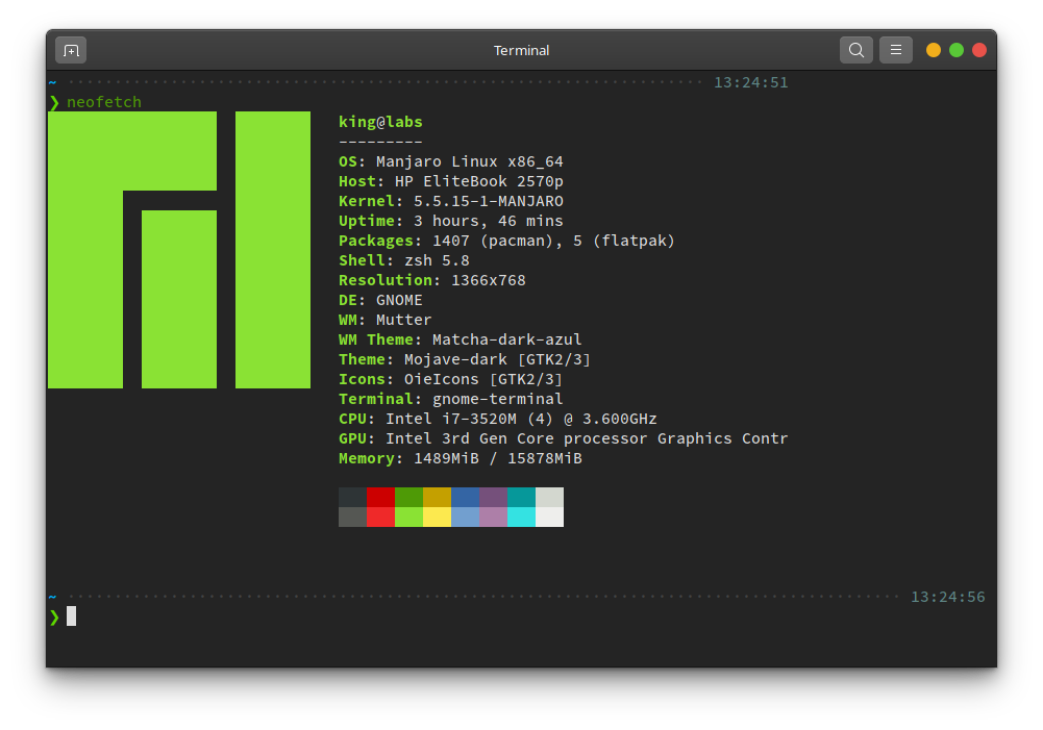 Terminal
~ 13:24:51
❯ neofetch
king@labs
---------
OS: Manjaro Linux x86_64
Host: HP EliteBook 2570p
Kernel: 5.5.15-1-MANJARO
Uptime: 3 hours, 46 mins
Packages: 1407 (pacman), 5 (flatpak)
Shell: zsh 5.8
Resolution: 1366x768
DE: GNOME
WM: Mutter
WM Theme: Matcha-dark-azul
Theme: Mojave-dark [GTK2/3]
Icons: OieIcons [GTK2/3]
Terminal: gnome-terminal
CPU: Intel i7-3520M (4) @ 3.600GHz
GPU: Intel 3rd Gen Core processor Graphics Contr
Memory: 1489MiB / 15878MiB
~ 13:24:56
❯